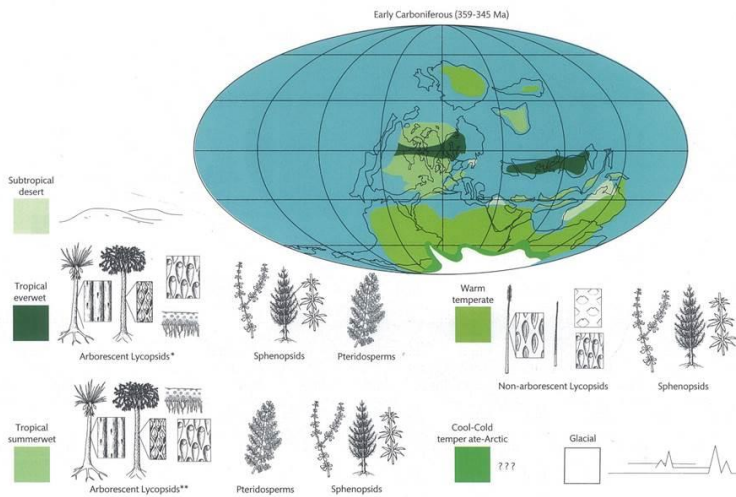 Early Carboniferous (359-345 Ma)
Subtropical
desert
Tropical
everwet
Arborescent Lycopsids*
Sphenopsids
Pteridosperms
Warm
temperate
Non-arborescent Lycopsids
Sphenopsids
Tropical
summerwet
Arborescent Lycopsids**
Pteridosperms
Sphenopsids
Cool-Cold
temper ate-Arctic
???
Glacial